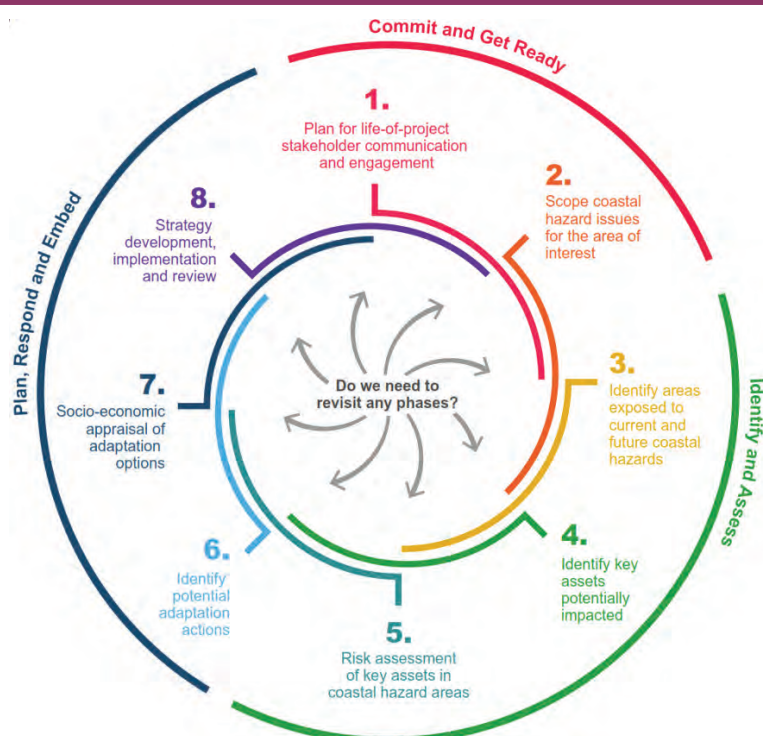 Commit and Get Ready
1.
Plan for life-of-project
stakeholder communication
and engagement
2.
Scope coastal
hazard issues
for the area of
interest
3.
Identify areas
exposed to
current and
future coastal
hazards
Identify and Assess
4.
Identify key
assets
potentially
impacted
5.
Risk assessment
of key assets in
coastal hazard areas
6.
Identify
potential
adaptation
actions
7.
Socio-economic
appraisal of
adaptation
options
Plan, Respond and Embed
8.
Strategy
development,
implementation
and review
Do we need to
revisit any phases?